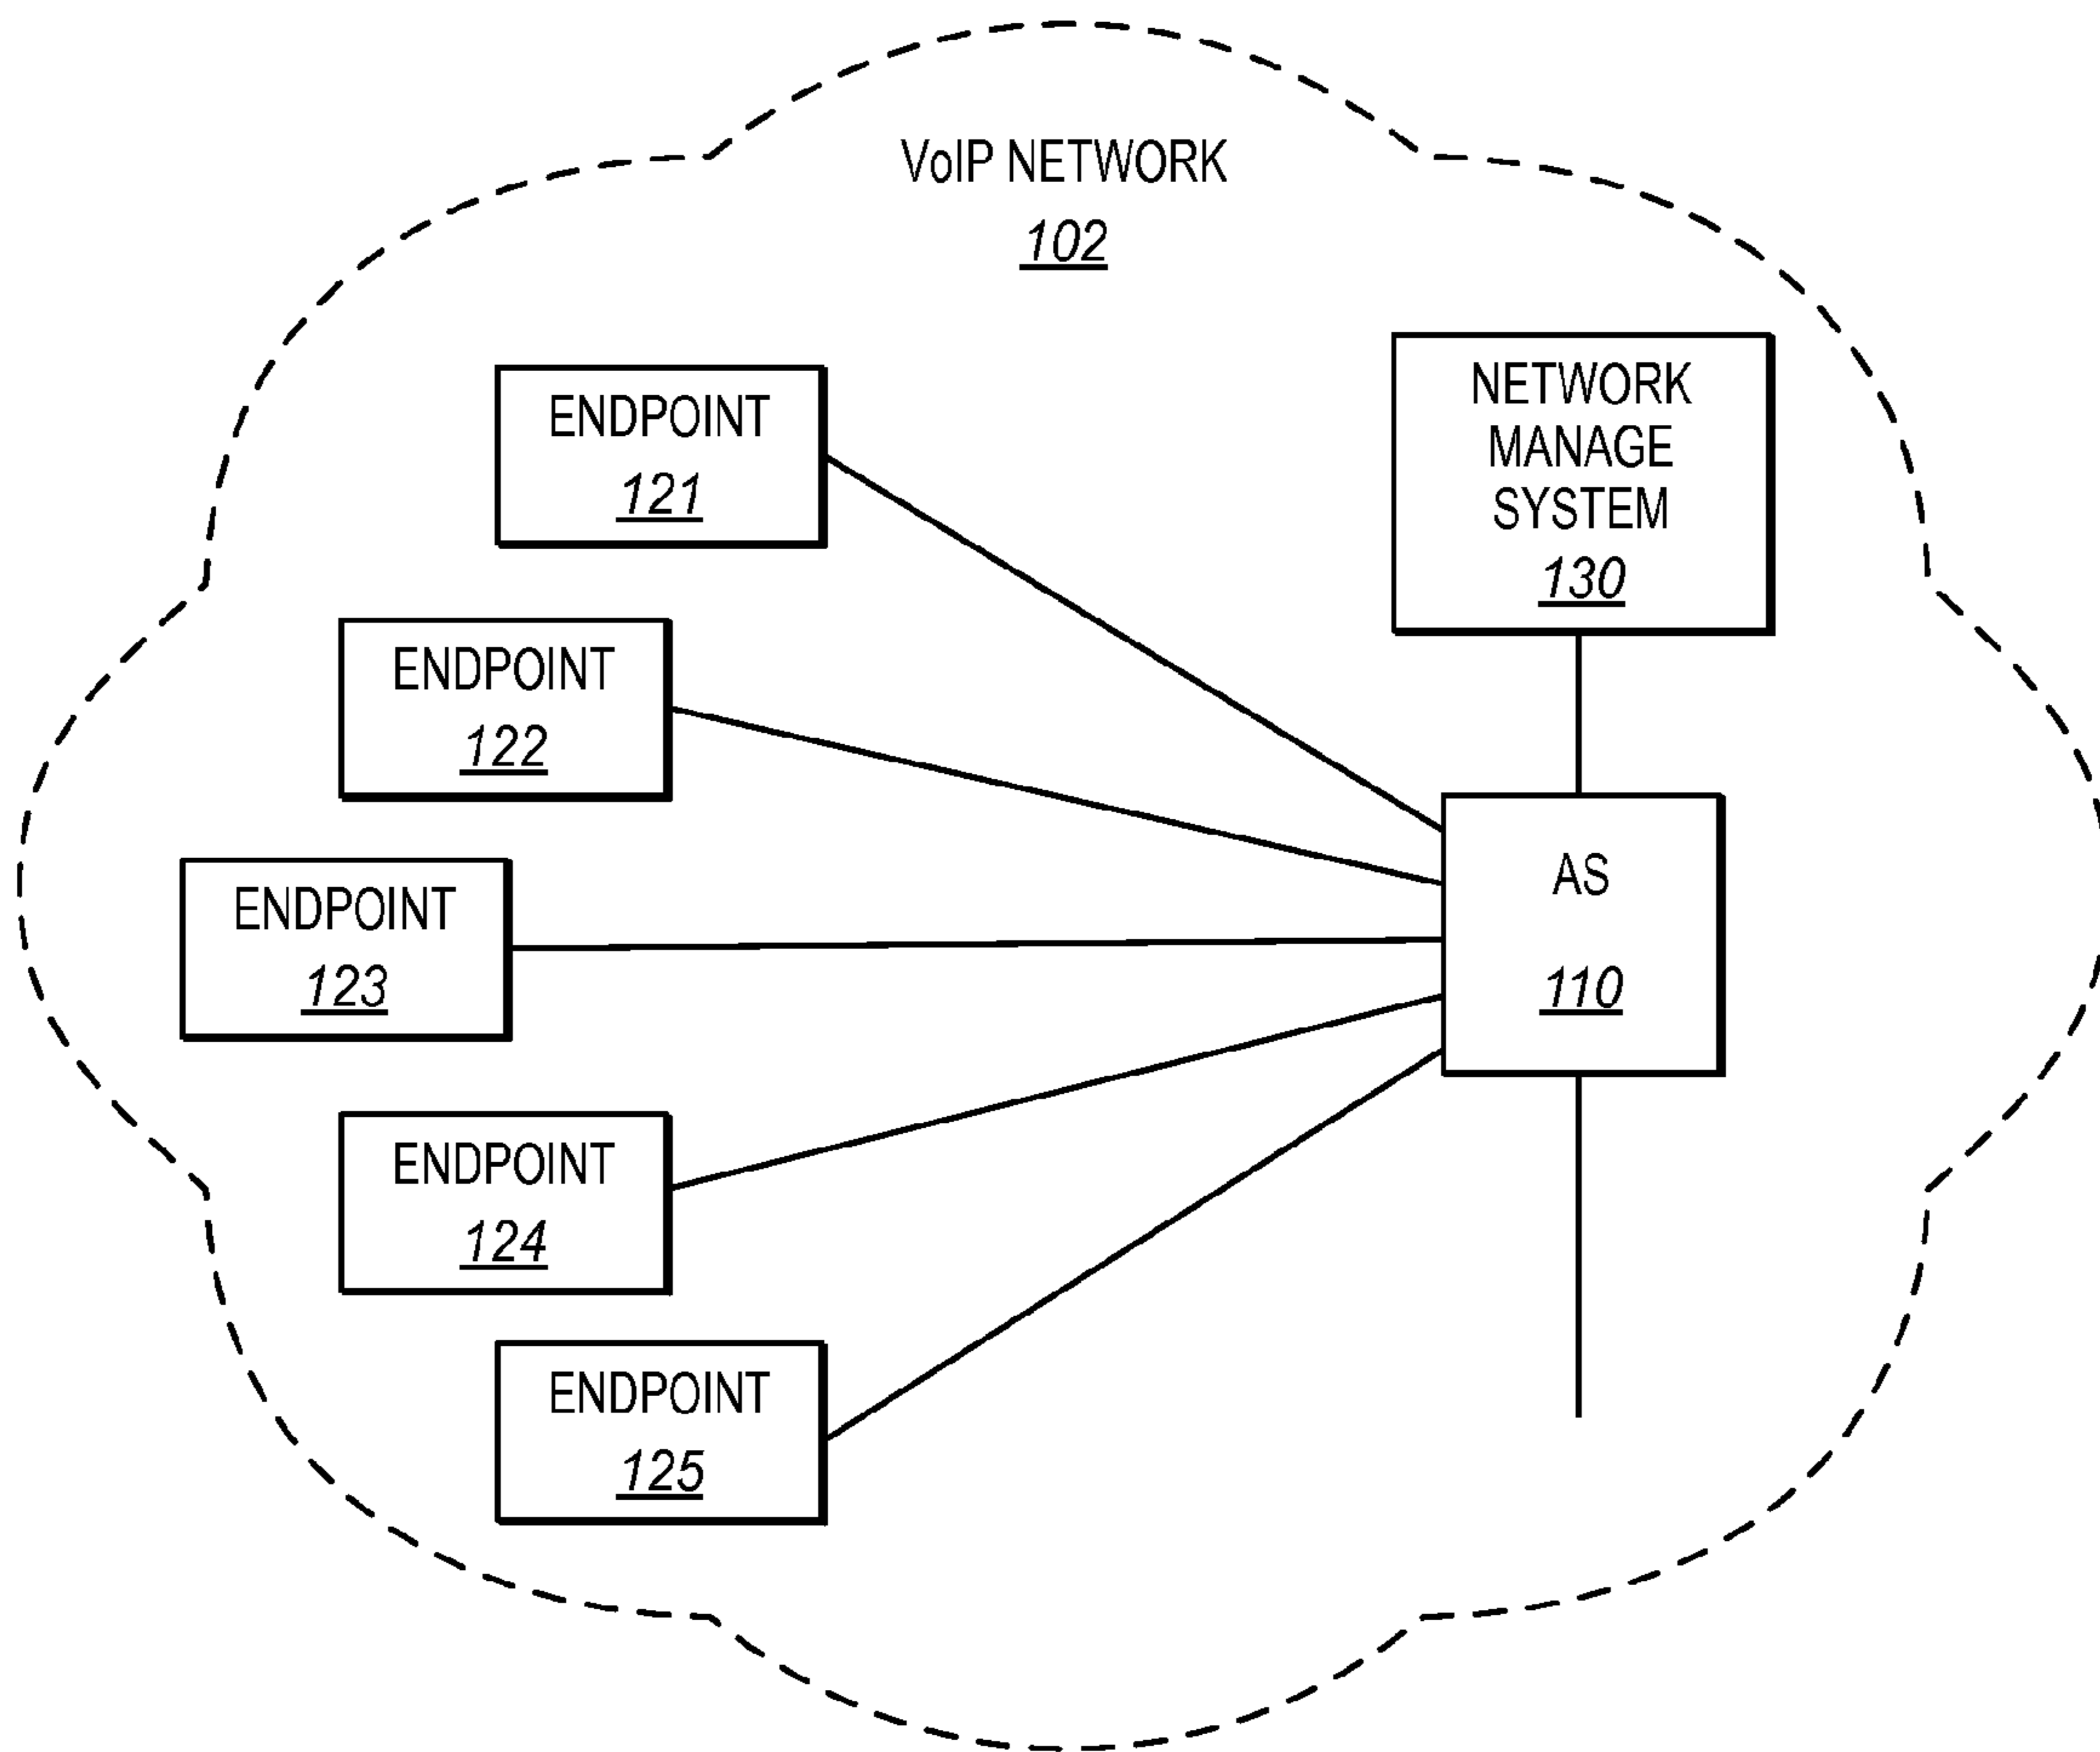 VoIP NETWORK
102
ENDPOINT
121
NETWORK
MANAGE
SYSTEM
130
ENDPOINT
122
ENDPOINT
123
AS
110
ENDPOINT
124
ENDPOINT
125